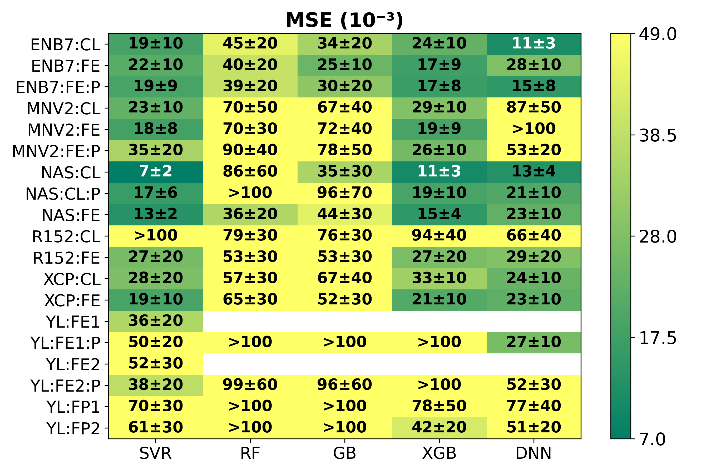 MSE (10⁻³)
ENB7:CL 19±10 45±20 34±20 24±10 11±3
ENB7:FE 22±10 40±20 25±10 17±9 28±10
ENB7:FE:P 19±9 39±20 30±20 17±8 15±8
MNV2:CL 23±10 70±50 67±40 29±10 87±50
MNV2:FE 18±8 70±30 72±40 19±9 >100
MNV2:FE:P 35±20 90±40 78±50 26±10 53±20
NAS:CL 7±2 86±60 35±30 11±3 13±4
NAS:CL:P 17±6 >100 96±70 19±10 21±10
NAS:FE 13±2 36±20 44±30 15±4 23±10
R152:CL >100 79±30 76±30 94±40 66±40
R152:FE 27±20 53±30 53±30 27±20 29±20
XCP:CL 28±20 57±30 67±40 33±10 24±10
XCP:FE 19±10 65±30 52±30 21±10 23±10
YL:FE1 36±20
YL:FE1:P 50±20 >100 >100 >100 27±10
YL:FE2 52±30
YL:FE2:P 38±20 99±60 96±60 >100 52±30
YL:FP1 70±30 >100 >100 78±50 77±40
YL:FP2 61±30 >100 >100 42±20 51±20
SVR RF GB XGB DNN
49.0
38.5
28.0
17.5
7.0